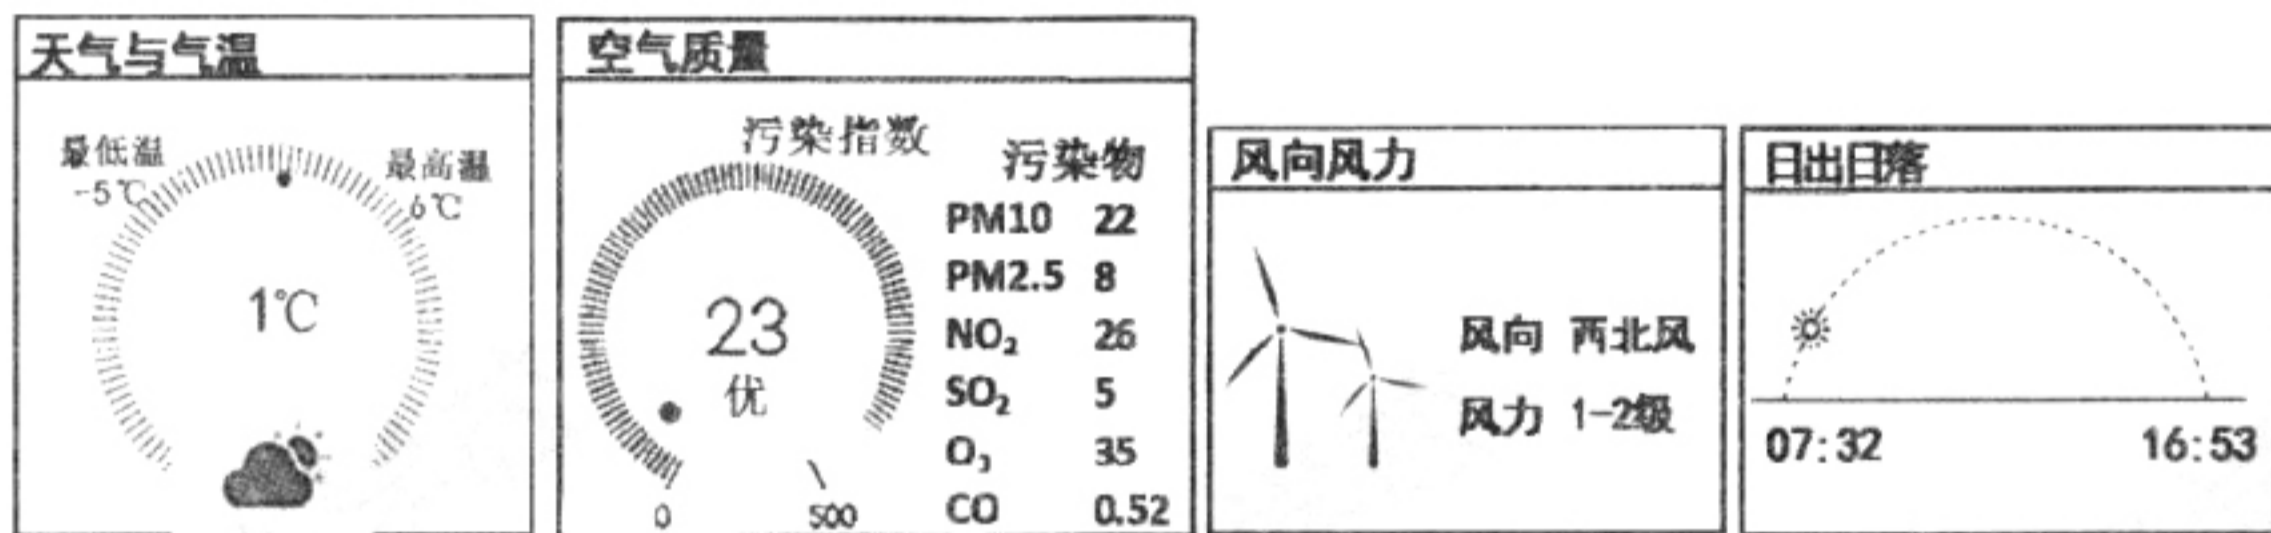 天气与气温
最低温
-5℃
最高温
6℃
1℃
空气质量
污染指数
23
优
0
500
污染物
PM10 22
PM2.5 8
NO₂ 26
SO₂ 5
O₃ 35
CO 0.52
风向风力
风向 西北风
风力 1-2级
日出日落
07:32
16:53